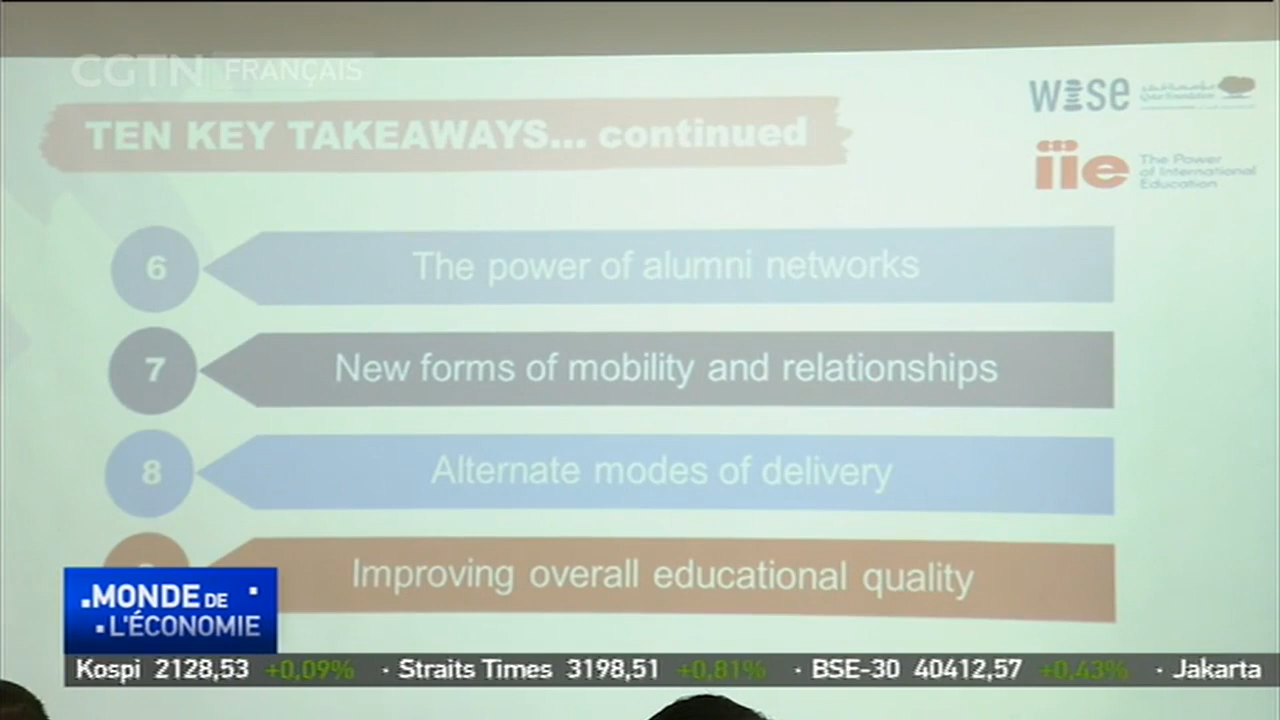 CGTN FRANÇAIS
WISE
Qatar Foundation
TEN KEY TAKEAWAYS... continued
iie
The Power
of International
Education
6
The power of alumni networks
7
New forms of mobility and relationships
8
Alternate modes of delivery
Improving overall educational quality
MONDE DE
L'ÉCONOMIE
Kospi 2128,53 +0,09% · Straits Times 3198,51 +0,81% · BSE-30 40412,57 +0,43% · Jakarta